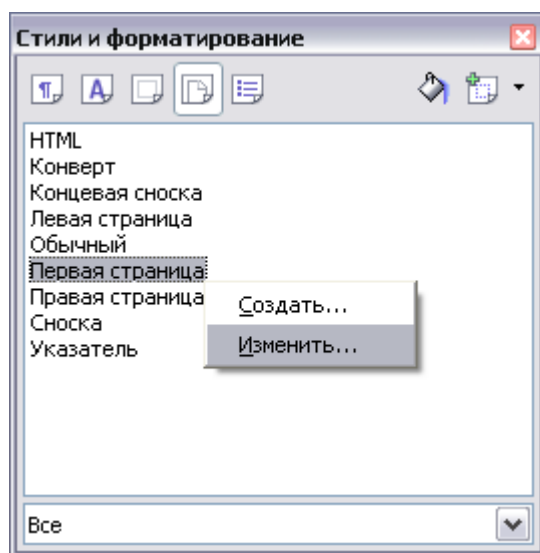 Стили и форматирование
HTML
Конверт
Концевая сноска
Левая страница
Обычный
Первая страница
Правая страница
Сноска
Указатель
Создать...
Изменить...
Все